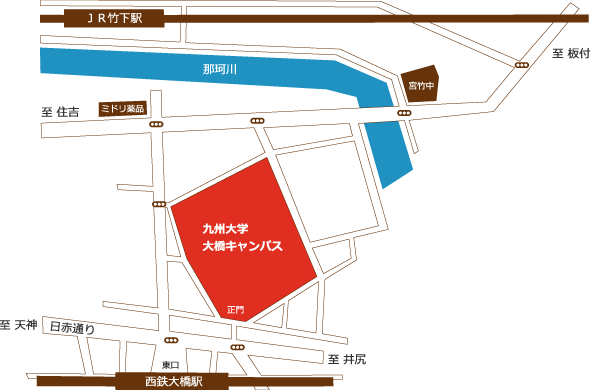 JR竹下駅
至 板付
那珂川
宮竹中
ミドリ薬品
至 住吉
九州大学
大橋キャンパス
正門
至 天神
日赤通り
至 井尻
東口
西鉄大橋駅